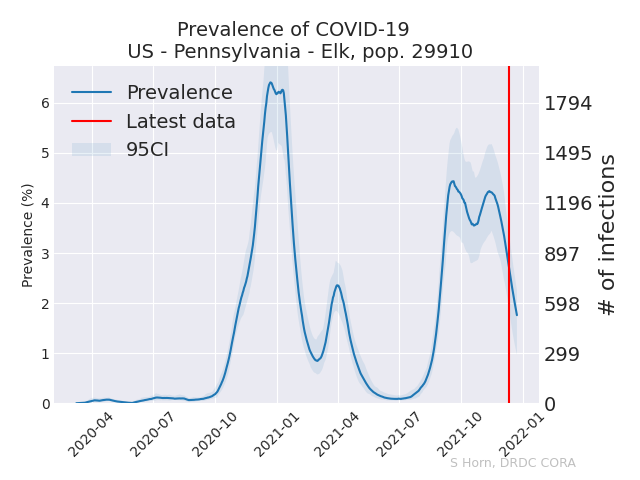 Prevalence of COVID-19
US - Pennsylvania - Elk, pop. 29910
Prevalence
Latest data
95CI
Prevalence (%)
6
5
4
3
2
1
0
1794
1495
1196
897
598
299
0
# of infections
2020-04
2020-07
2020-10
2021-01
2021-04
2021-07
2021-10
2022-01
S Horn, DRDC CORA